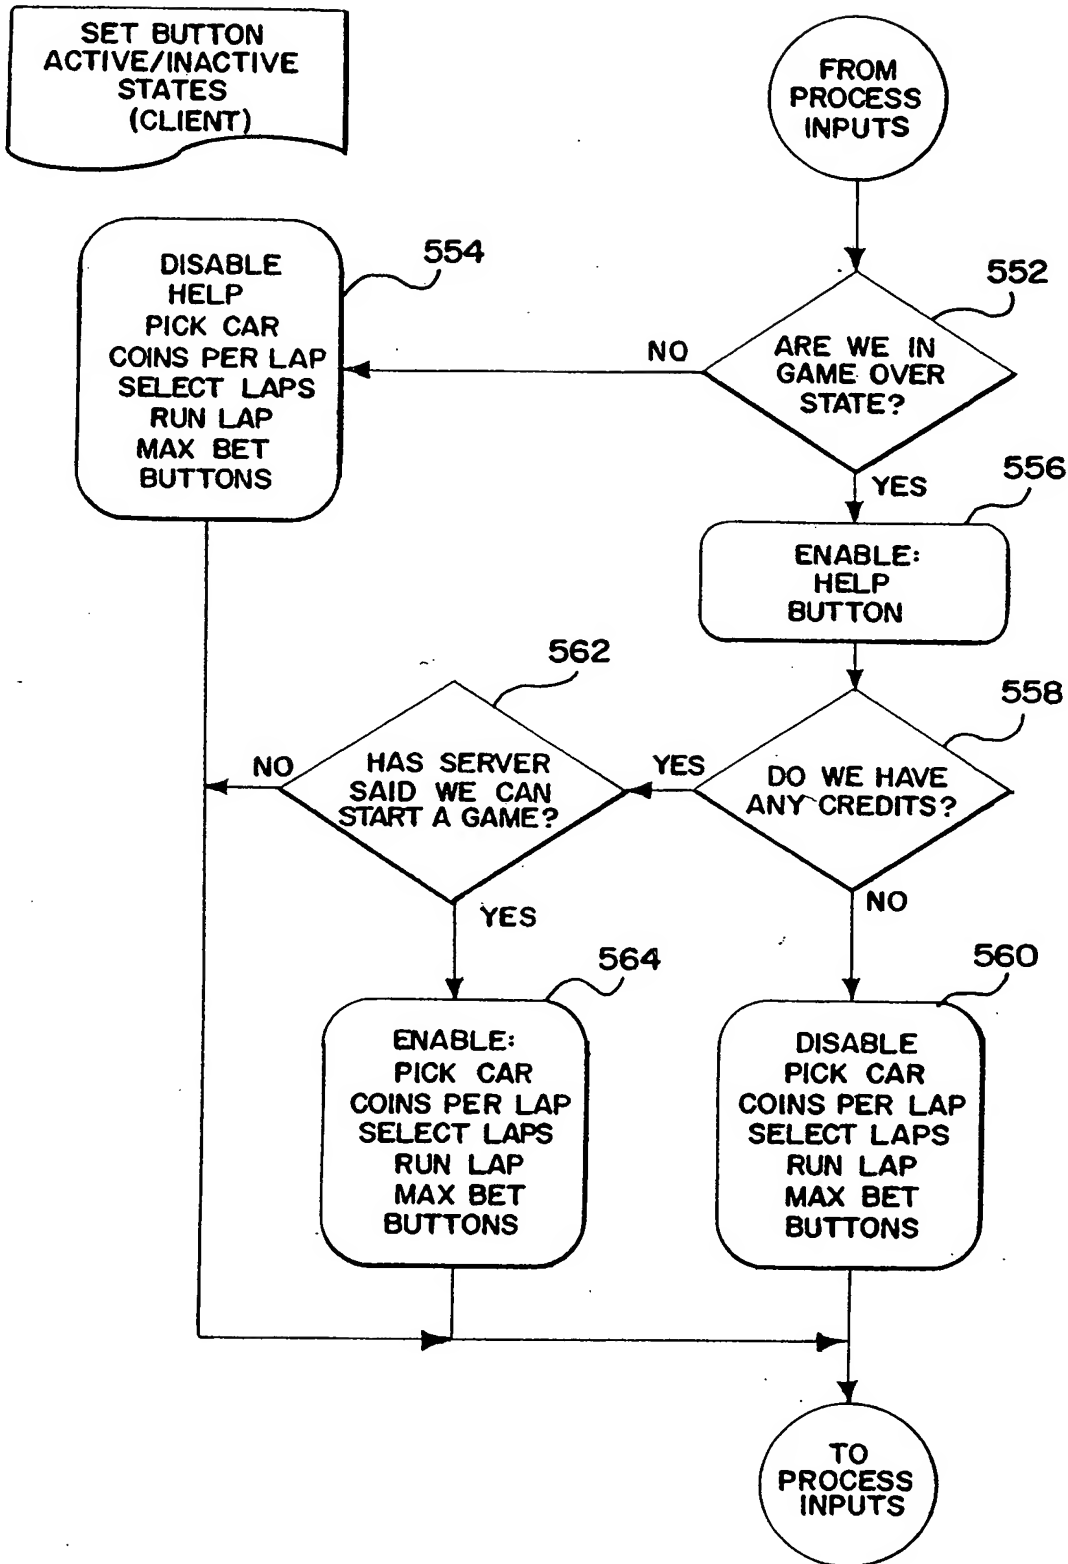 SET BUTTON
ACTIVE/INACTIVE
STATES
(CLIENT)
FROM
PROCESS
INPUTS
554
DISABLE
HELP
PICK CAR
COINS PER LAP
SELECT LAPS
RUN LAP
MAX BET
BUTTONS
552
NO
ARE WE IN
GAME OVER
STATE?
YES
556
ENABLE:
HELP
BUTTON
562
NO
HAS SERVER
SAID WE CAN
START A GAME?
YES
558
YES
DO WE HAVE
ANY CREDITS?
NO
564
ENABLE:
PICK CAR
COINS PER LAP
SELECT LAPS
RUN LAP
MAX BET
BUTTONS
560
DISABLE
PICK CAR
COINS PER LAP
SELECT LAPS
RUN LAP
MAX BET
BUTTONS
TO
PROCESS
INPUTS